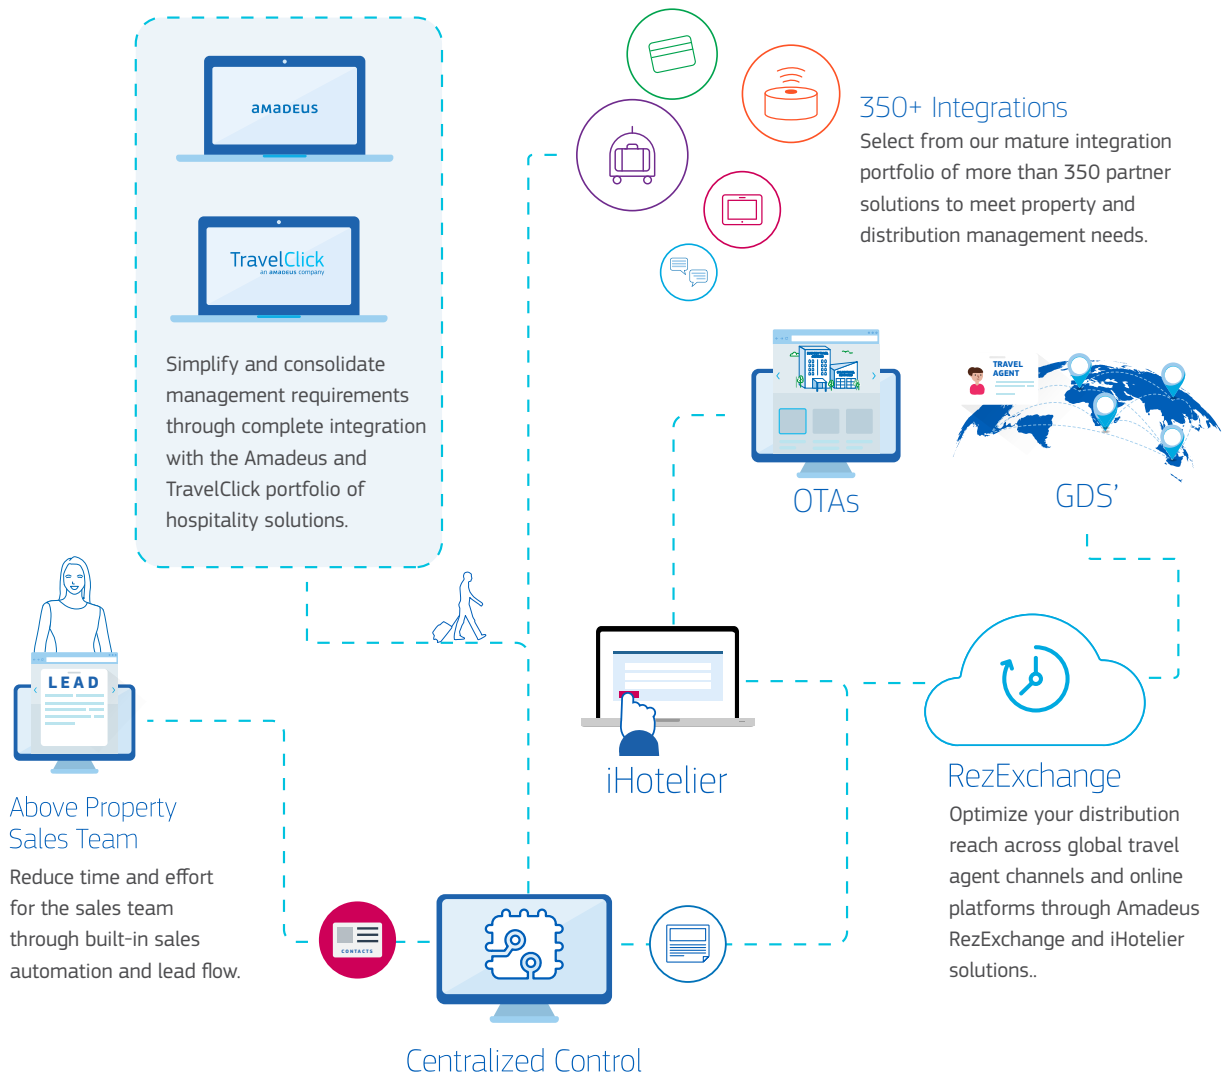 aMaDEUS
TravelClick
an aMaDEUS company
Simplify and consolidate
management requirements
through complete integration
with the Amadeus and
TravelClick portfolio of
hospitality solutions.
350+ Integrations
Select from our mature integration
portfolio of more than 350 partner
solutions to meet property and
distribution management needs.
TRAVEL
AGENT
OTAs
GDS’
LEAD
Above Property
Sales Team
Reduce time and effort
for the sales team
through built-in sales
automation and lead flow.
iHotelier
RezExchange
Optimize your distribution
reach across global travel
agent channels and online
platforms through Amadeus
RezExchange and iHotelier
solutions..
CONTACTS
Centralized Control